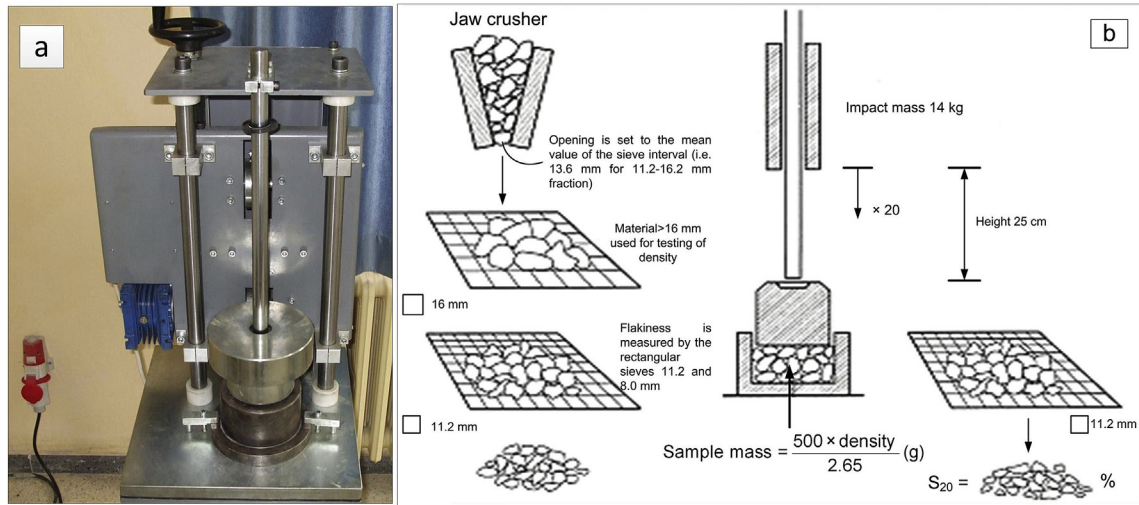 a
b
Jaw crusher
Opening is set to the mean
value of the sieve interval (i.e.
13.6 mm for 11.2-16.2 mm
fraction)
Material>16 mm
used for testing of
density
16 mm
Flakiness is
measured by the
rectangular
sieves 11.2 and
8.0 mm
11.2 mm
Impact mass 14 kg
× 20
Height 25 cm
Sample mass = 500 × density / 2.65 (g)
11.2 mm
S20 = %